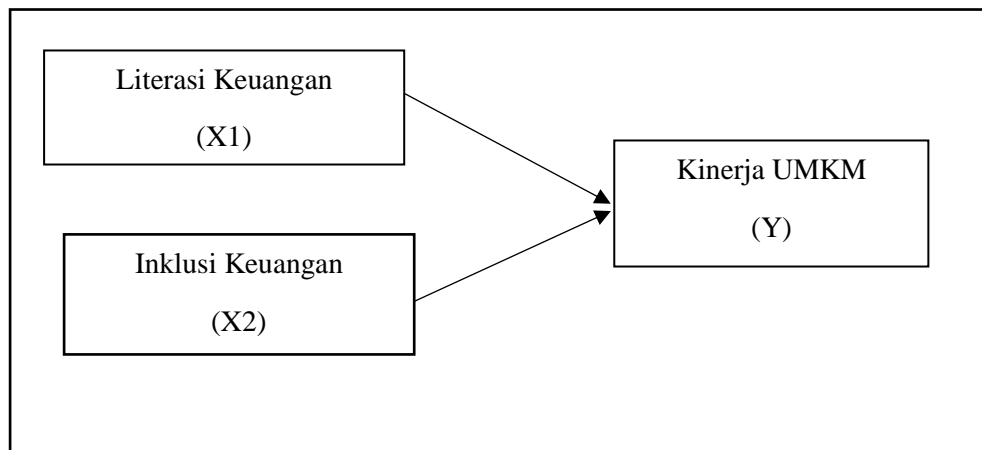 Literasi Keuangan
(X1)
Kinerja UMKM
(Y)
Inklusi Keuangan
(X2)